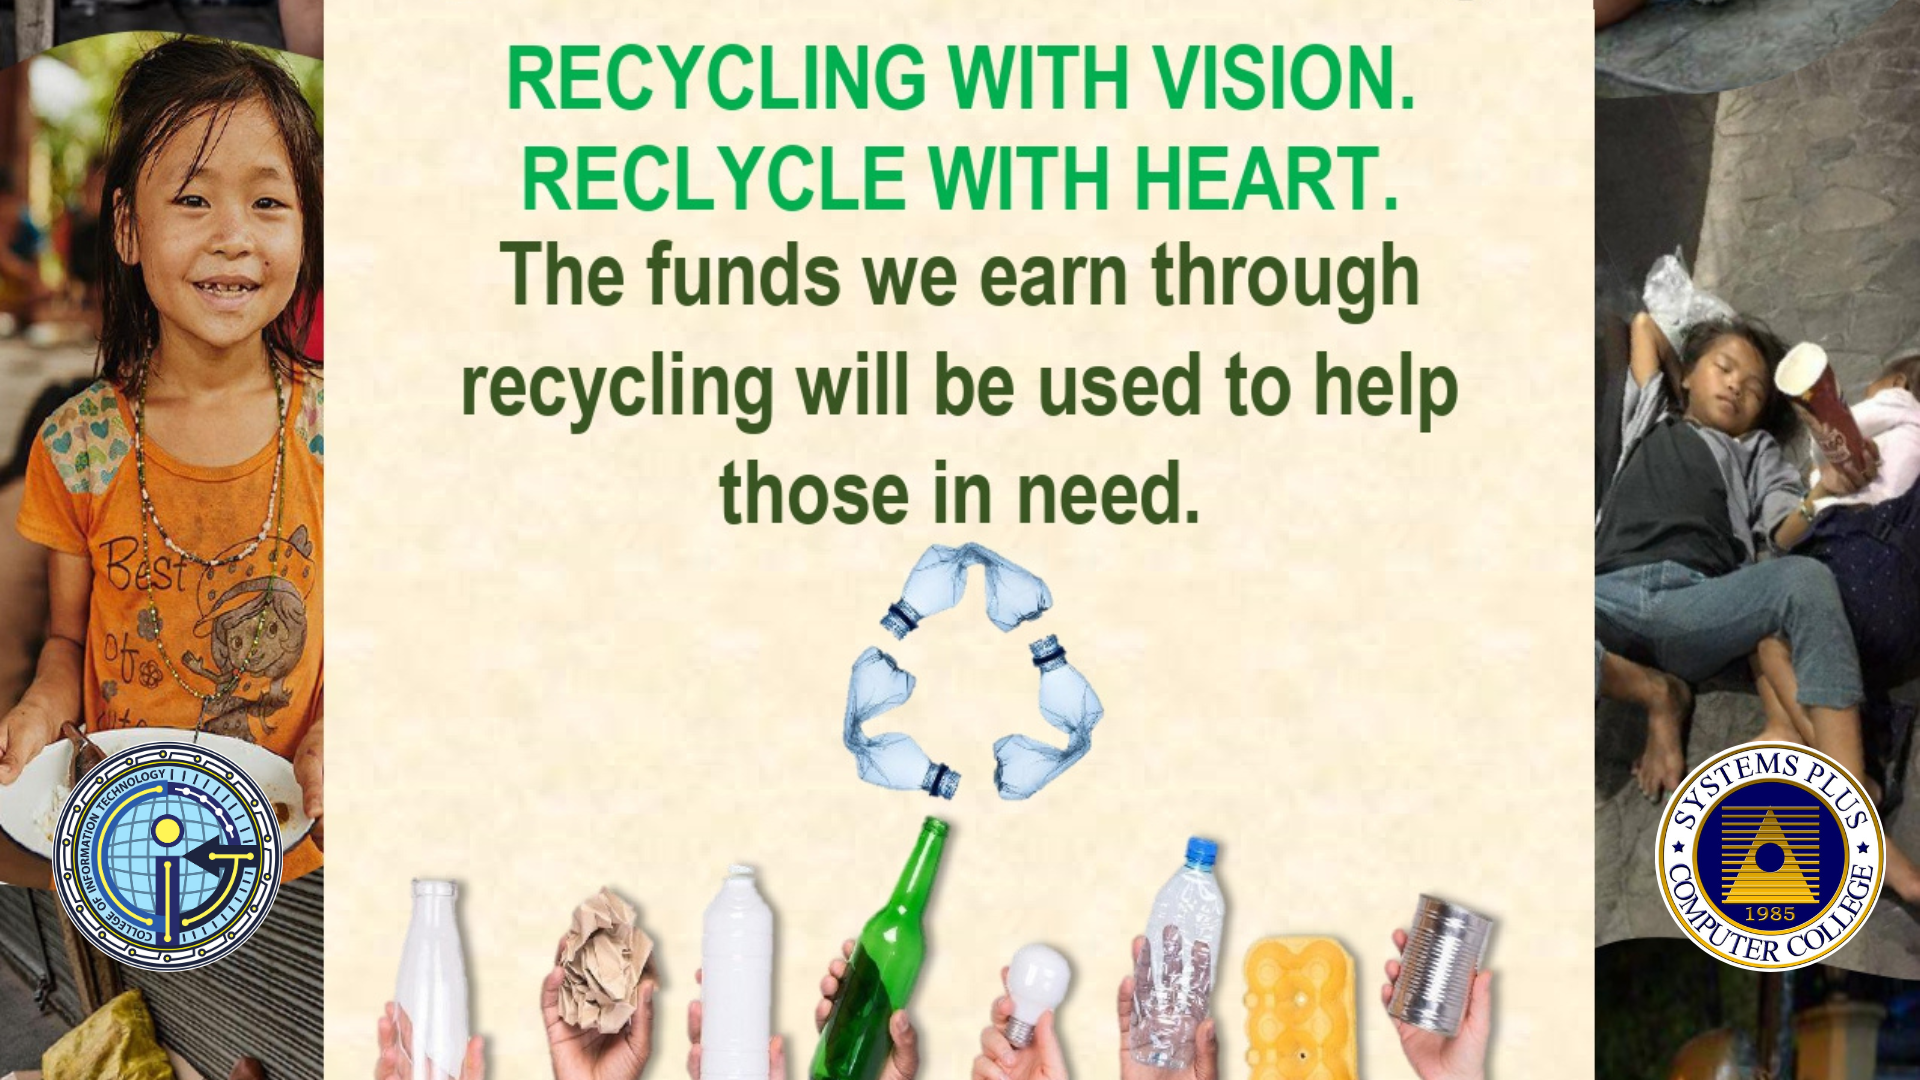 RECYCLING WITH VISION.
RECLYCLE WITH HEART.
The funds we earn through
recycling will be used to help
those in need.
Best
of
COLLEGE OF INFORMATION TECHNOLOGY
SYSTEMS PLUS
COMPUTER COLLEGE
1985